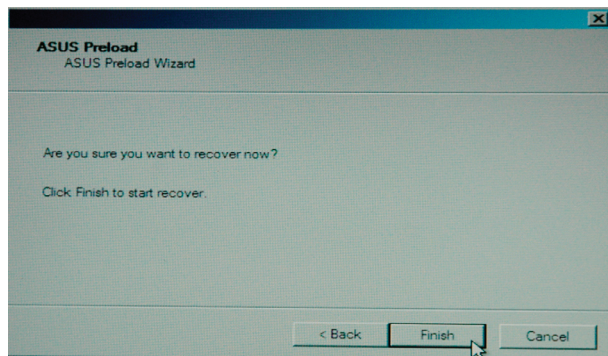 ASUS Preload
ASUS Preload Wizard
Are you sure you want to recover now?
Click Finish to start recover.
< Back
Finish
Cancel